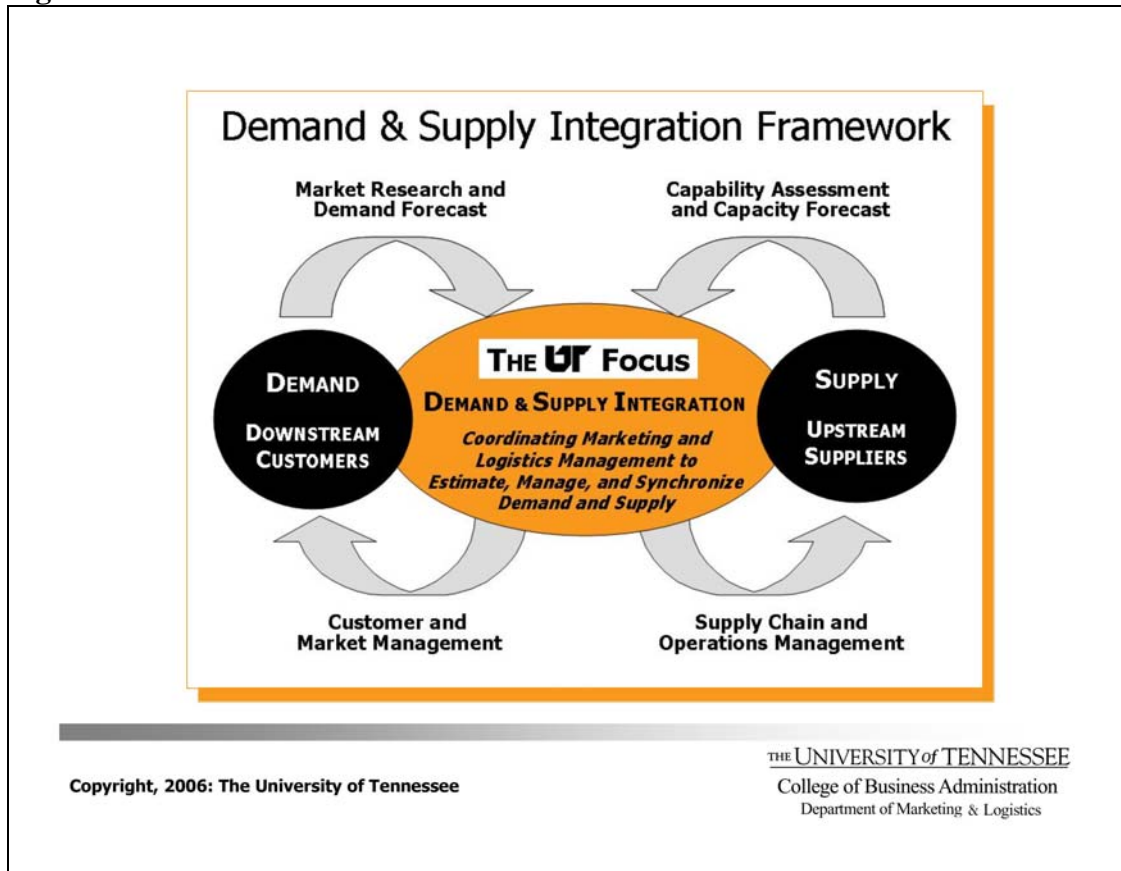 Demand & Supply Integration Framework
Market Research and
Demand Forecast
Capability Assessment
and Capacity Forecast
THE UT Focus
DEMAND & SUPPLY INTEGRATION
Coordinating Marketing and
Logistics Management to
Estimate, Manage, and Synchronize
Demand and Supply
DEMAND
DOWNSTREAM
CUSTOMERS
SUPPLY
UPSTREAM
SUPPLIERS
Customer and
Market Management
Supply Chain and
Operations Management
Copyright, 2006: The University of Tennessee
THE UNIVERSITY of TENNESSEE
College of Business Administration
Department of Marketing & Logistics